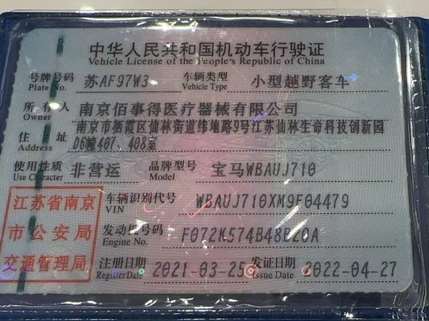 中华人民共和国机动车行驶证
Vehicle License of the People's Republic of China
号牌号码 苏AF97W3 车辆类型 小型越野客车
Plate No. Vehicle Type
所有人 南京佰事得医疗器械有限公司
Owner
住址 南京市栖霞区仙林街道纬地路9号江苏仙林生命科技创新园
Address D6幢407、408室
使用性质 非营运 品牌型号 宝马WBAUJ710
Use Character Model
江苏省南京
市公安局
交通管理局
车辆识别代号 WBAUJ710XM9F04479
VIN
发动机号码
Engine No.
注册日期 2021-03-25 发证日期 2022-04-27
Register Date Issue Date